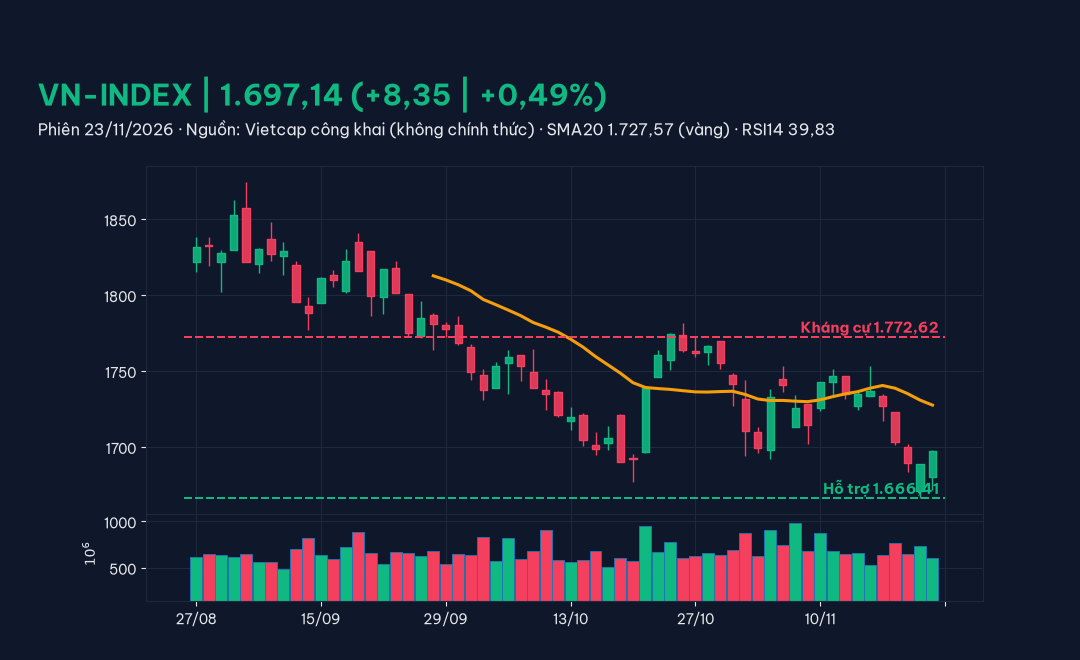 VN-INDEX | 1.697,14 (+8,35 | +0,49%)
Phiên 23/11/2026 · Nguồn: Vietcap công khai (không chính thức) · SMA20 1.727,57 (vàng) · RSI14 39,83
1850
1800
Kháng cự 1.772,62
1750
1700
Hỗ trợ 1.666,41
1000
10⁶
500
27/08 15/09 29/09 13/10 27/10 10/11